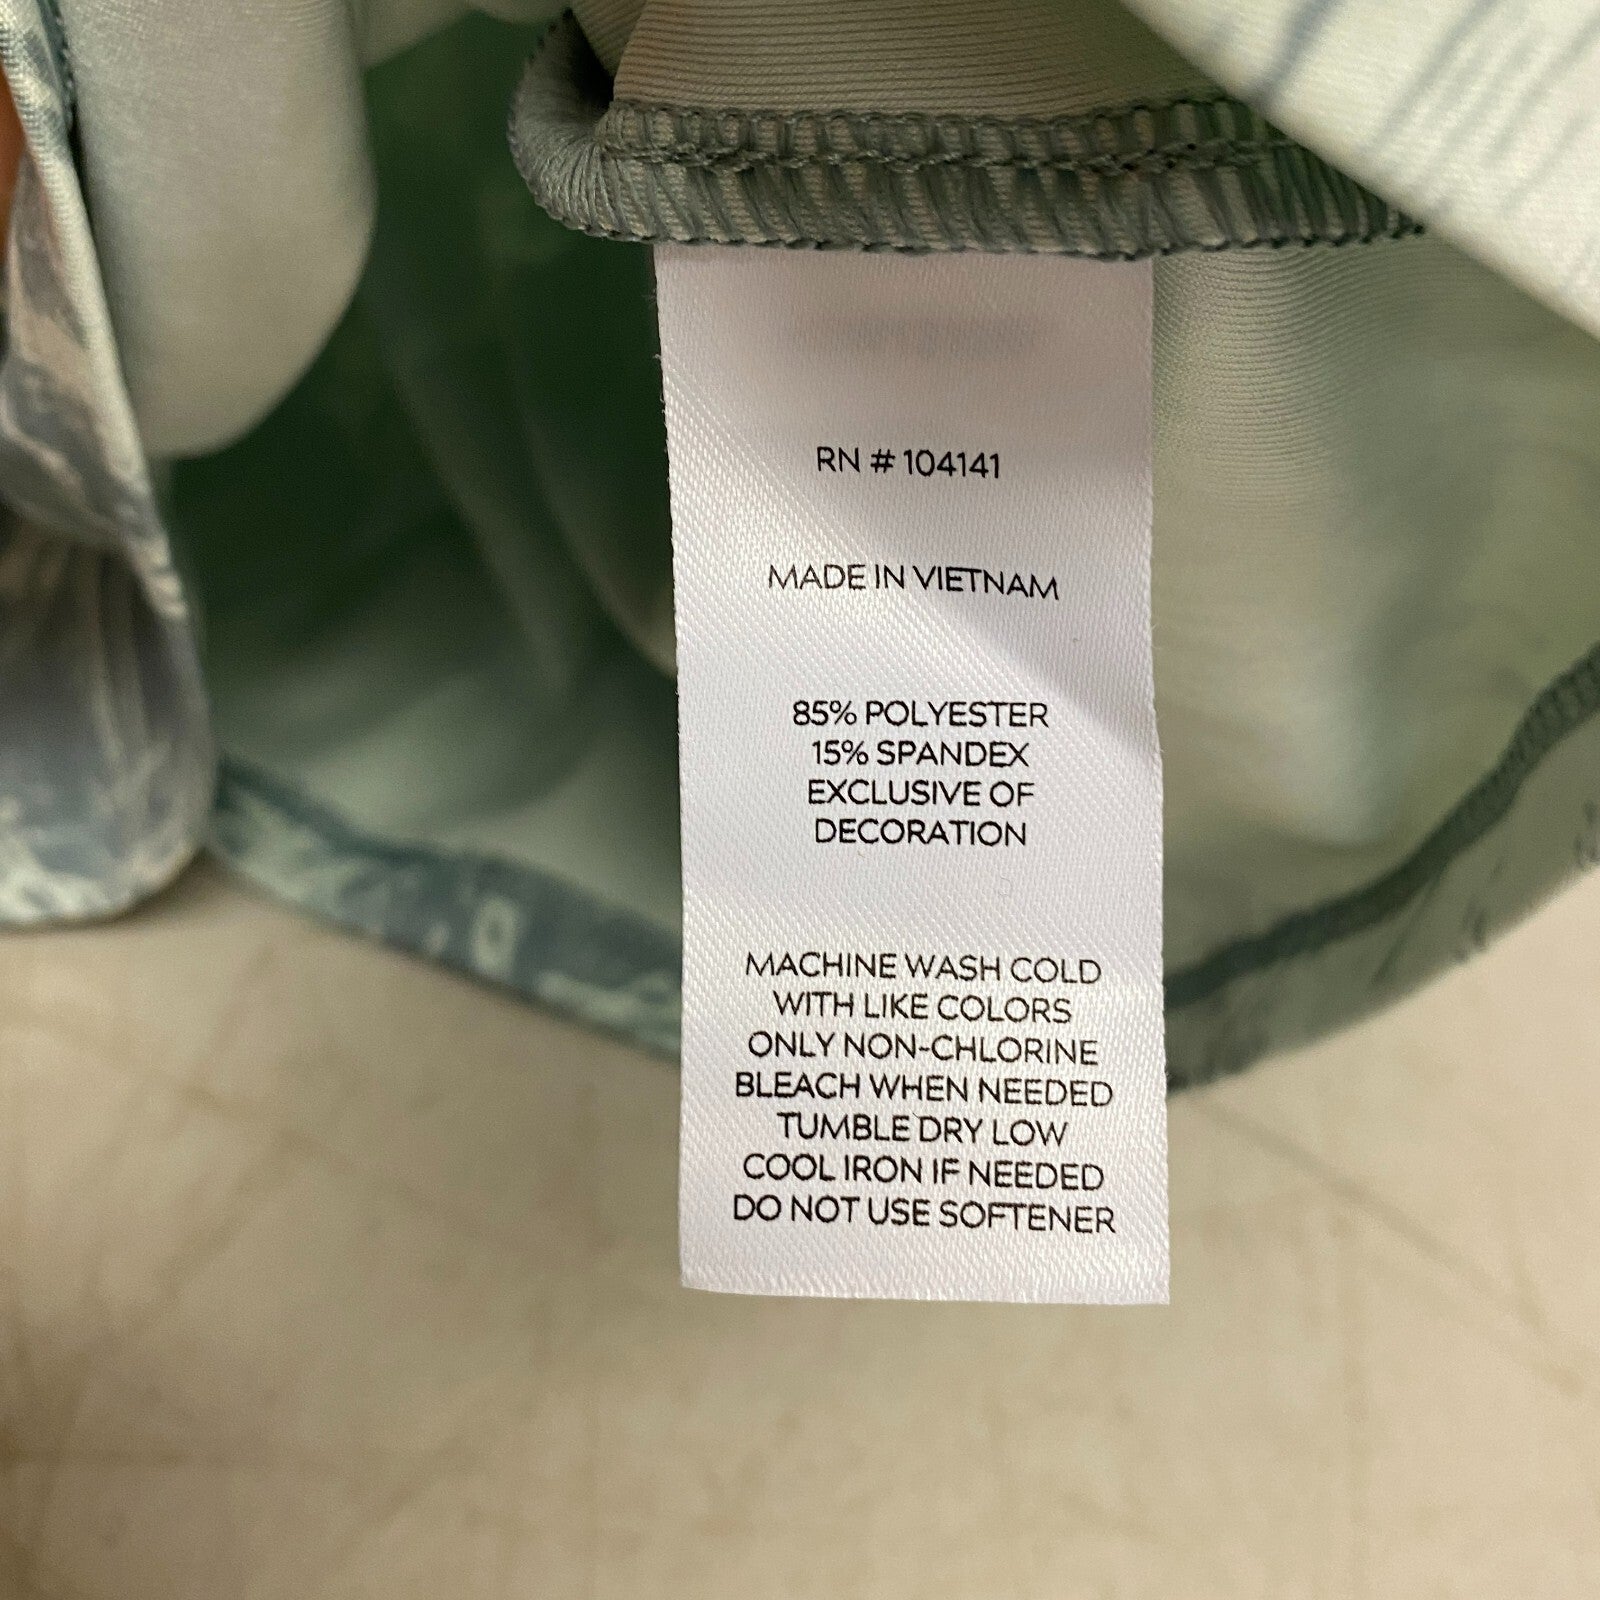 RN # 104141
MADE IN VIETNAM
85% POLYESTER
15% SPANDEX
EXCLUSIVE OF
DECORATION
MACHINE WASH COLD
WITH LIKE COLORS
ONLY NON-CHLORINE
BLEACH WHEN NEEDED
TUMBLE DRY LOW
COOL IRON IF NEEDED
DO NOT USE SOFTENER